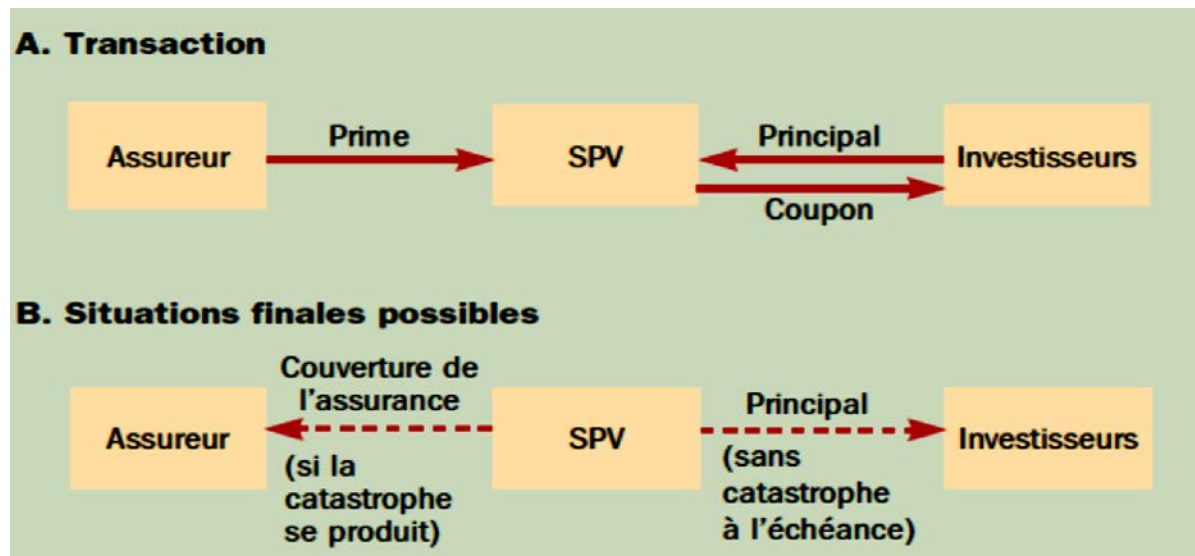 A. Transaction
Assureur
Prime
SPV
Principal
Coupon
Investisseurs
B. Situations finales possibles
Assureur
Couverture de
l'assurance
(si la
catastrophe
se produit)
SPV
Principal
(sans
catastrophe
à l'échéance)
Investisseurs